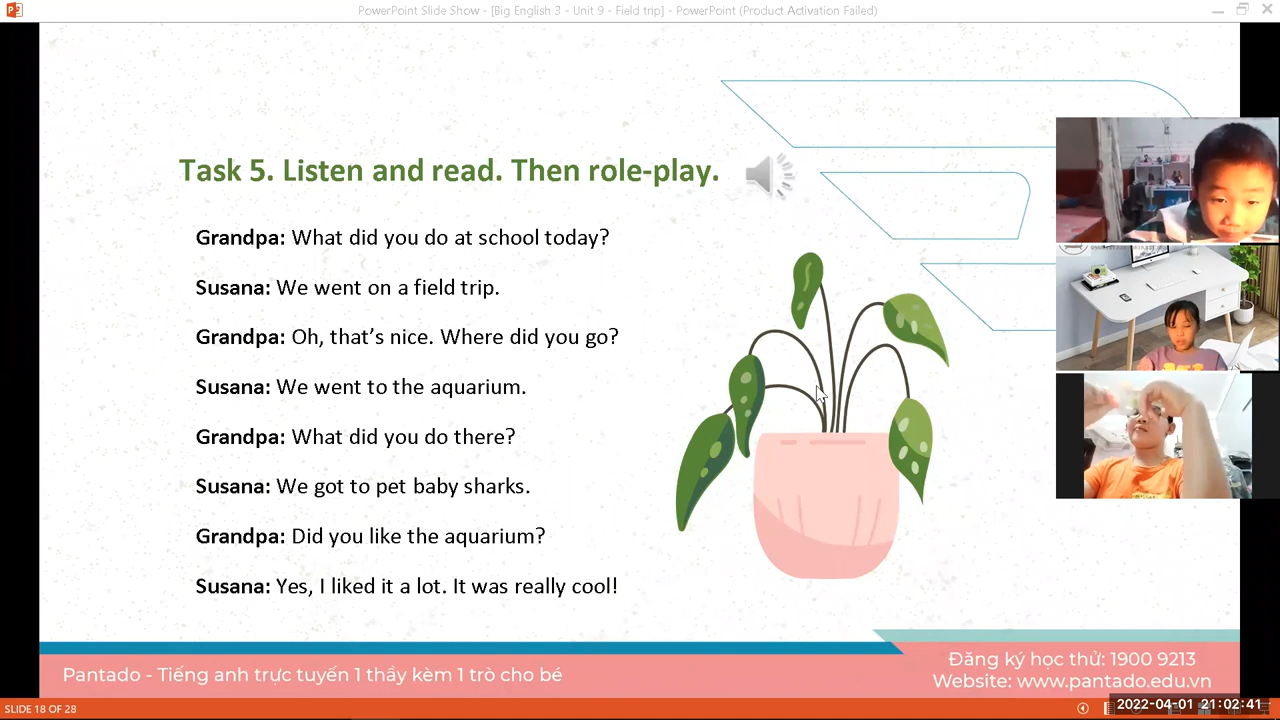 PowerPoint Slide Show - [Big English 3 - Unit 9 - Field trip] - PowerPoint (Product Activation Failed)
Task 5. Listen and read. Then role-play.
Grandpa: What did you do at school today?
Susana: We went on a field trip.
Grandpa: Oh, that's nice. Where did you go?
Susana: We went to the aquarium.
Grandpa: What did you do there?
Susana: We got to pet baby sharks.
Grandpa: Did you like the aquarium?
Susana: Yes, I liked it a lot. It was really cool!
Pantado - Tiếng anh trực tuyến 1 thầy kèm 1 trò cho bé
Đăng ký học thử: 1900 9213
Website: www.pantado.edu.vn
SLIDE 18 OF 28
2022-04-01 21:02:41